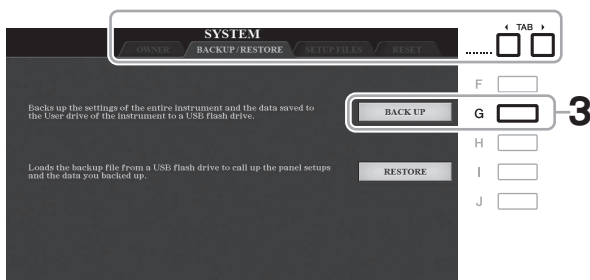 SYSTEM
◀ TAB ▶
OWNER BACKUP/RESTORE SETUP FILES RESET
F
Backs up the settings of the entire instrument and the data saved to
the User drive of the instrument to a USB flash drive.
BACK UP
G
3
H
Loads the backup file from a USB flash drive to call up the panel setups
and the data you backed up.
RESTORE
I
J